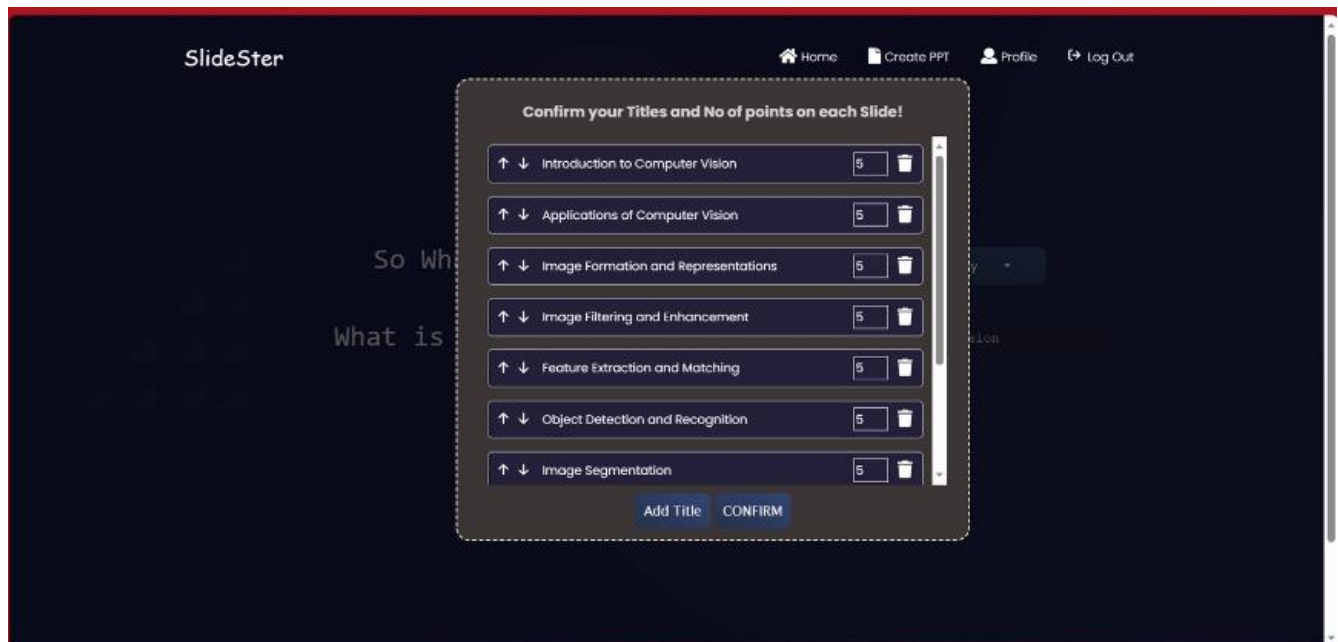 SlideSter
Home Create PPT Profile Log Out
Confirm your Titles and No of points on each Slide!
Introduction to Computer Vision 5
Applications of Computer Vision 5
So Wh
Image Formation and Representations 5
y
Image Filtering and Enhancement 5
What is
sion
Feature Extraction and Matching 5
Object Detection and Recognition 5
Image Segmentation 5
Add Title CONFIRM